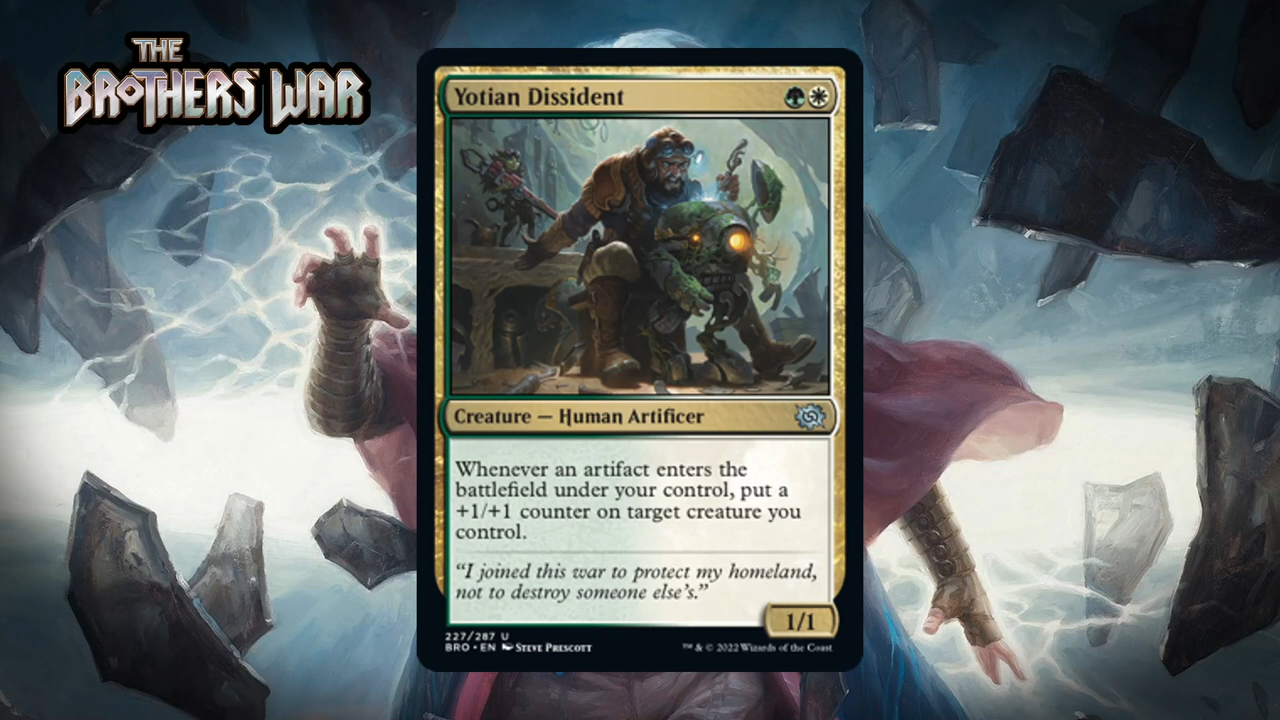 THE
BROTHERS' WAR
Yotian Dissident
Creature — Human Artificer
Whenever an artifact enters the
battlefield under your control, put a
+1/+1 counter on target creature you
control.
“I joined this war to protect my homeland,
not to destroy someone else’s.”
1/1
227/287 U
BRO • EN Steve Prescott
™ & © 2022 Wizards of the Coast